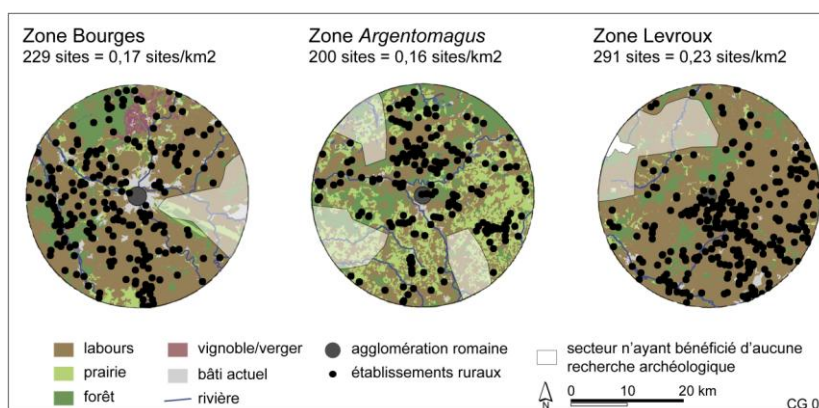 Zone Bourges
229 sites = 0,17 sites/km2
Zone Argentomagus
200 sites = 0,16 sites/km2
Zone Levroux
291 sites = 0,23 sites/km2
labours
prairie
forêt
vignoble/verger
bâti actuel
rivière
agglomération romaine
établissements ruraux
secteur n'ayant bénéficié d'aucune
recherche archéologique
N
0 10 20 km
CG 0